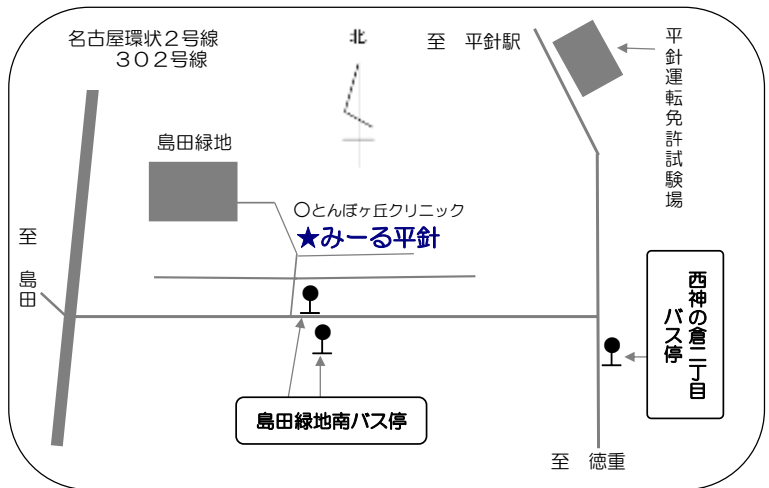 名古屋環状２号線
３０２号線
北
至　平針駅
平針運転免許試験場
島田緑地
〇とんぼヶ丘クリニック
★みーる平針
至　島田
西神の倉二丁目
バス停
島田緑地南バス停
至　徳重